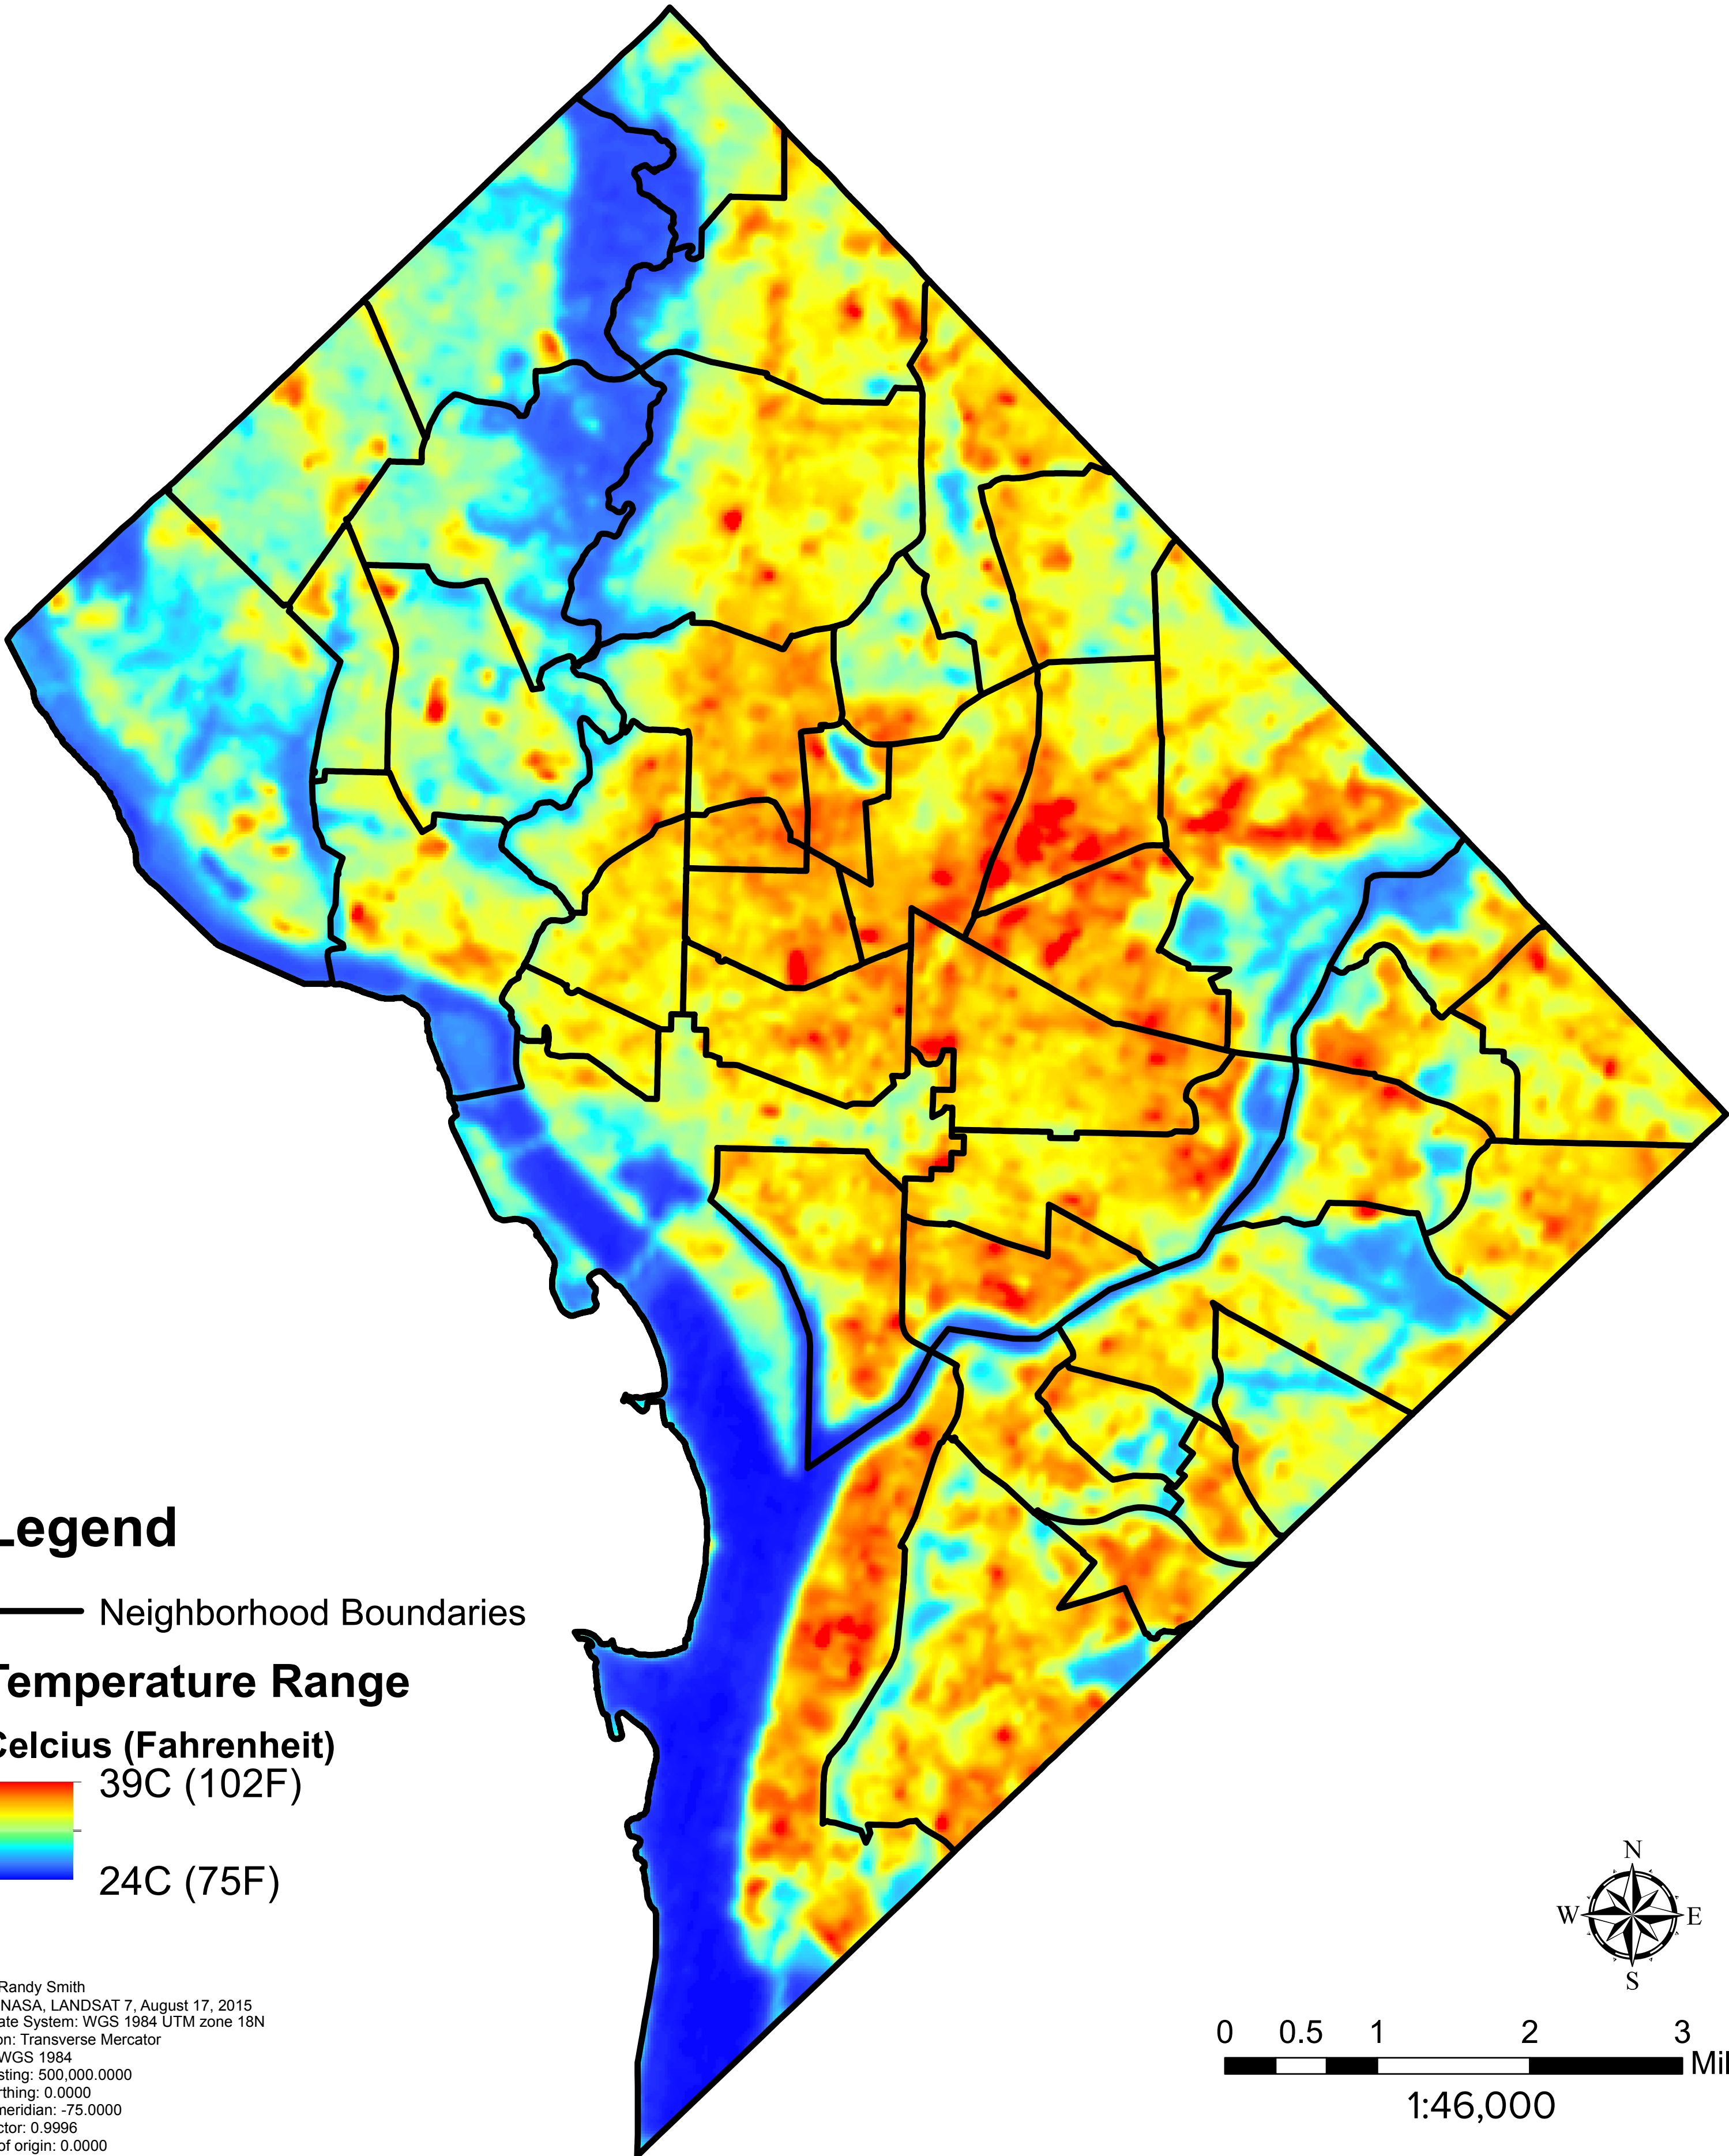 Legend
Neighborhood Boundaries
Temperature Range
Celcius (Fahrenheit)
39C (102F)
24C (75F)
Randy Smith
NASA, LANDSAT 7, August 17, 2015
ate System: WGS 1984 UTM zone 18N
on: Transverse Mercator
WGS 1984
sting: 500,000.0000
rthing: 0.0000
meridian: -75.0000
ctor: 0.9996
of origin: 0.0000
N
W E
S
0 0.5 1 2 3
Mil
1:46,000